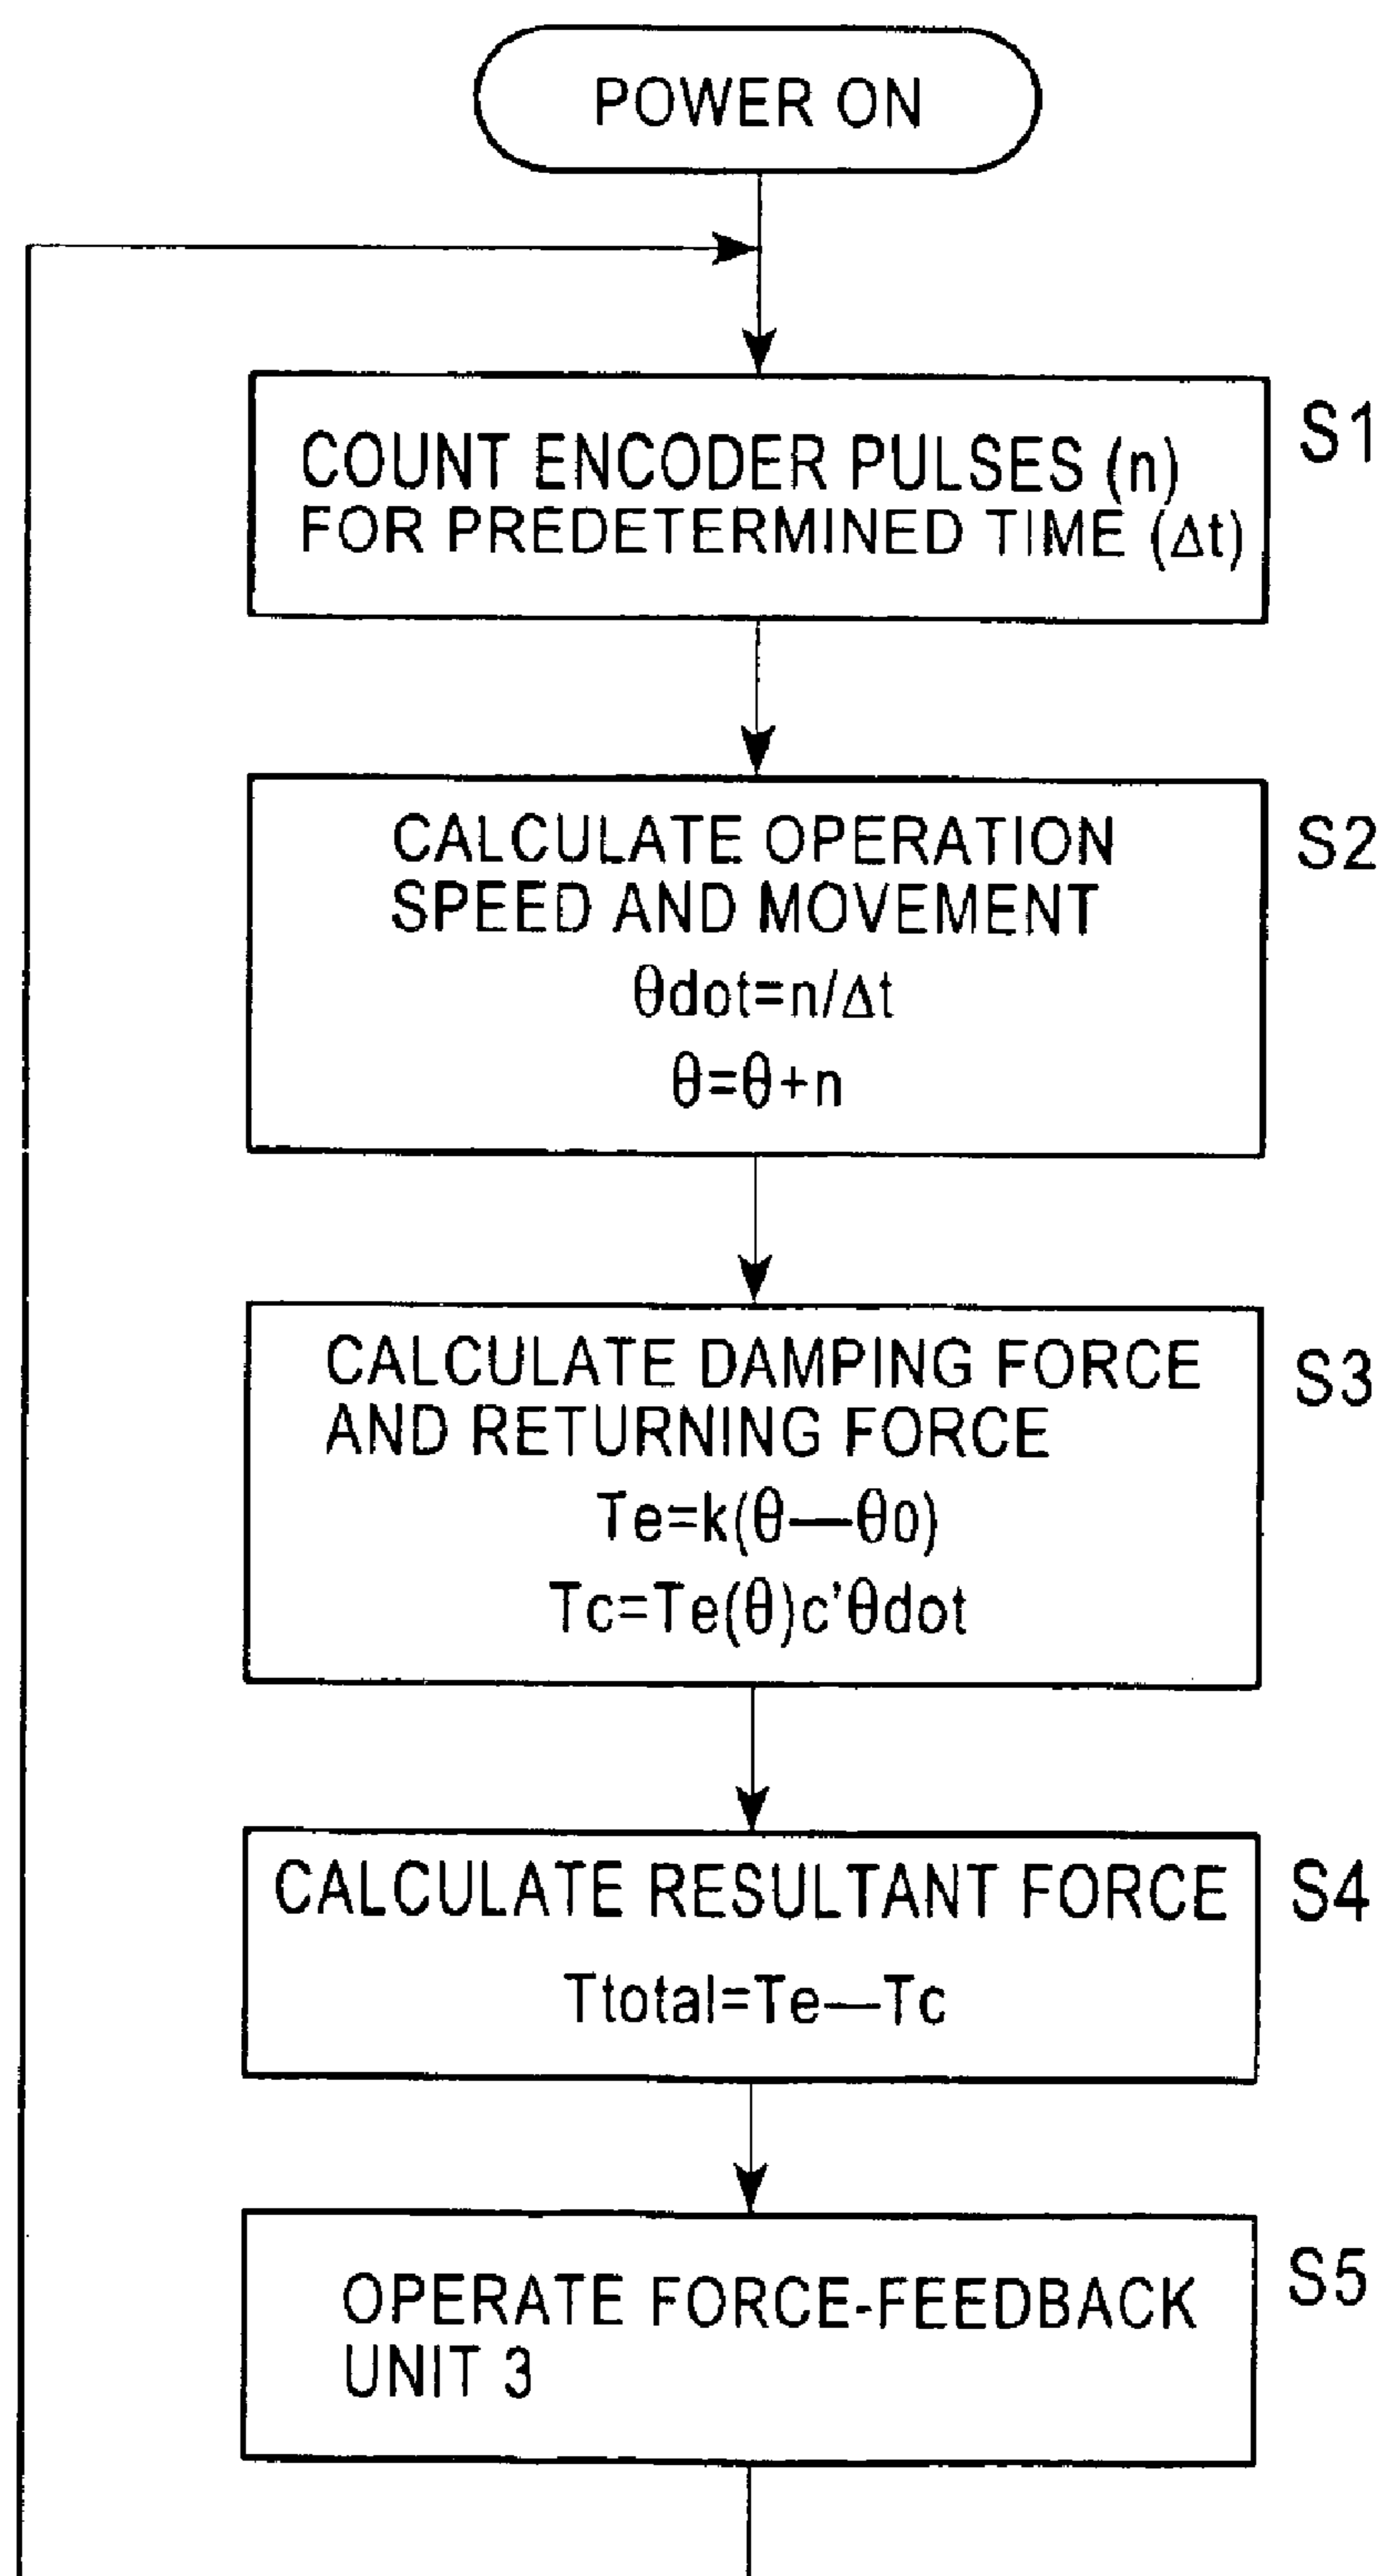 POWER ON
COUNT ENCODER PULSES (n)
FOR PREDETERMINED TIME (Δt)
S1
CALCULATE OPERATION
SPEED AND MOVEMENT
θdot=n/Δt
θ=θ+n
S2
CALCULATE DAMPING FORCE
AND RETURNING FORCE
Te=k(θ—θ0)
Tc=Te(θ)c'θdot
S3
CALCULATE RESULTANT FORCE
Ttotal=Te—Tc
S4
OPERATE FORCE-FEEDBACK
UNIT 3
S5